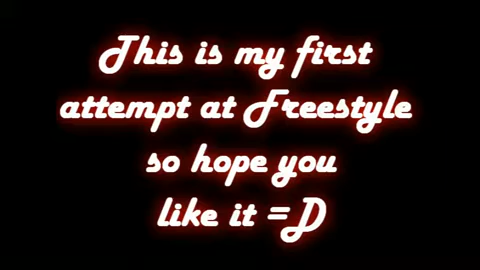 This is my first
attempt at Freestyle
so hope you
like it =D